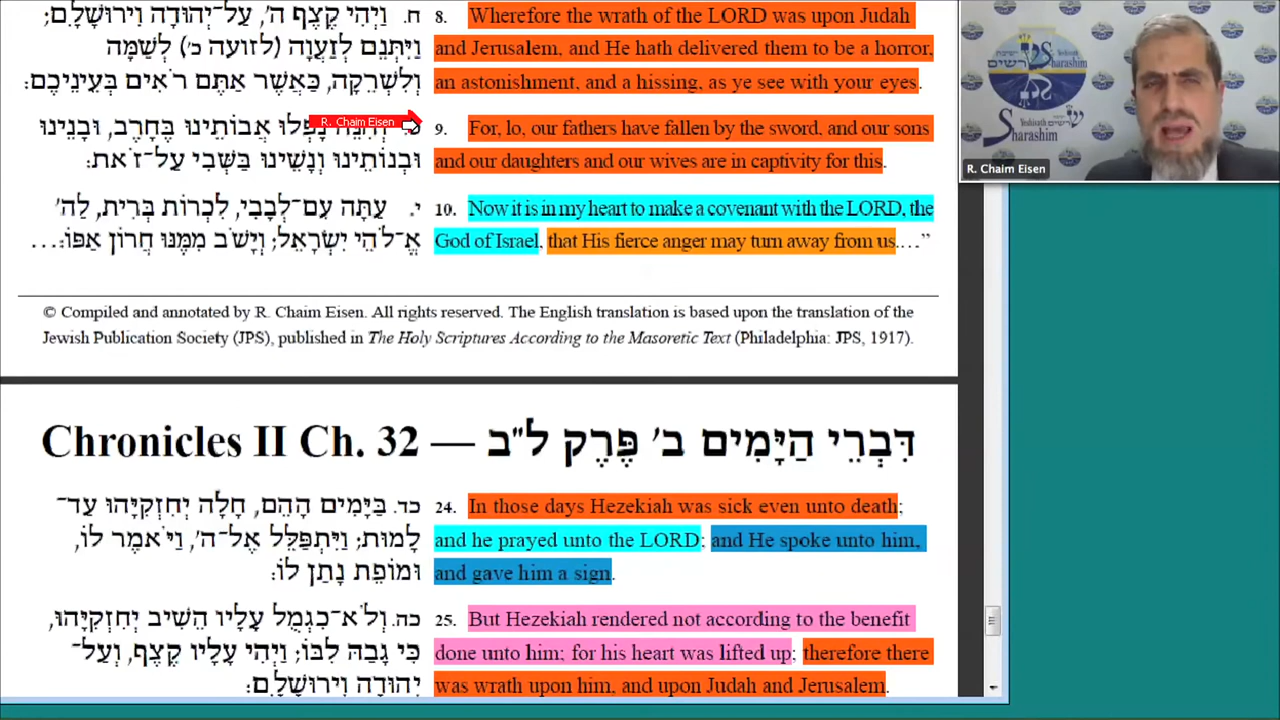 ח. וַיְהִי קֶצֶף ה׳, עַל־יְהוּדָה וִירוּשָׁלָם;
וַיִּתְּנֵם לְזַעֲוָה (לזועה כ׳) לְשַׁמָּה
וְלִשְׁרֵקָה, כַּאֲשֶׁר אַתֶּם רֹאִים בְּעֵינֵיכֶם:
8. Wherefore the wrath of the LORD was upon Judah
and Jerusalem, and He hath delivered them to be a horror,
an astonishment, and a hissing, as ye see with your eyes.
נָפְלוּ אֲבוֹתֵינוּ בֶּחָרֶב, וּבָנֵינוּ
וּבְנוֹתֵינוּ וְנָשֵׁינוּ בַּשְּׁבִי עַל־זֹאת:
R. Chaim Eisen
9. For, lo, our fathers have fallen by the sword, and our sons
and our daughters and our wives are in captivity for this.
י. עַתָּה עִם־לְבָבִי, לִכְרוֹת בְּרִית, לַה׳
אֱ־לֹהֵי יִשְׂרָאֵל; וְיָשֹׁב מִמֶּנּוּ חֲרוֹן אַפּוֹ:…
10. Now it is in my heart to make a covenant with the LORD, the
God of Israel, that His fierce anger may turn away from us.…”
© Compiled and annotated by R. Chaim Eisen. All rights reserved. The English translation is based upon the translation of the
Jewish Publication Society (JPS), published in The Holy Scriptures According to the Masoretic Text (Philadelphia: JPS, 1917).
Chronicles II Ch. 32 — דִּבְרֵי הַיָּמִים ב׳ פֶּרֶק ל״ב
כד. בַּיָּמִים הָהֵם, חָלָה יְחִזְקִיָּהוּ עַד־
לָמוּת; וַיִּתְפַּלֵּל אֶל־ה׳, וַיֹּאמֶר לוֹ,
וּמוֹפֵת נָתַן לוֹ:
24. In those days Hezekiah was sick even unto death;
and he prayed unto the LORD; and He spoke unto him,
and gave him a sign.
כה. וְלֹא־כִגְמֻל עָלָיו הֵשִׁיב יְחִזְקִיָּהוּ,
כִּי גָבַהּ לִבּוֹ; וַיְהִי עָלָיו קֶצֶף, וְעַל־
יְהוּדָה וִירוּשָׁלָםִ:
25. But Hezekiah rendered not according to the benefit
done unto him; for his heart was lifted up; therefore there
was wrath upon him, and upon Judah and Jerusalem.
Yeshivath
Sharashim
שרשים
Sharashim
R. Chaim Eisen